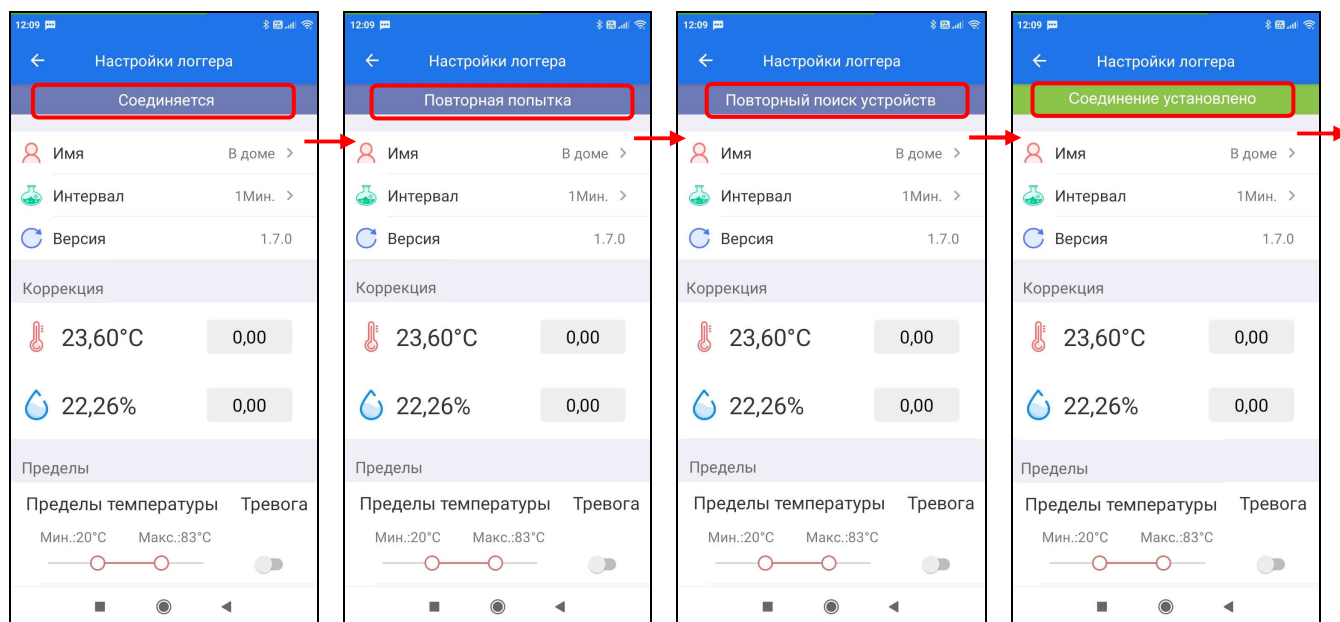 12:09
Настройки логгера
Соединяется
Имя В доме
Интервал 1Мин.
Версия 1.7.0
Коррекция
23,60°C 0,00
22,26% 0,00
Пределы
Пределы температуры Тревога
Мин.:20°C Макс.:83°C
12:09
Настройки логгера
Повторная попытка
Имя В доме
Интервал 1Мин.
Версия 1.7.0
Коррекция
23,60°C 0,00
22,26% 0,00
Пределы
Пределы температуры Тревога
Мин.:20°C Макс.:83°C
12:09
Настройки логгера
Повторный поиск устройств
Имя В доме
Интервал 1Мин.
Версия 1.7.0
Коррекция
23,60°C 0,00
22,26% 0,00
Пределы
Пределы температуры Тревога
Мин.:20°C Макс.:83°C
12:09
Настройки логгера
Соединение установлено
Имя В доме
Интервал 1Мин.
Версия 1.7.0
Коррекция
23,60°C 0,00
22,26% 0,00
Пределы
Пределы температуры Тревога
Мин.:20°C Макс.:83°C